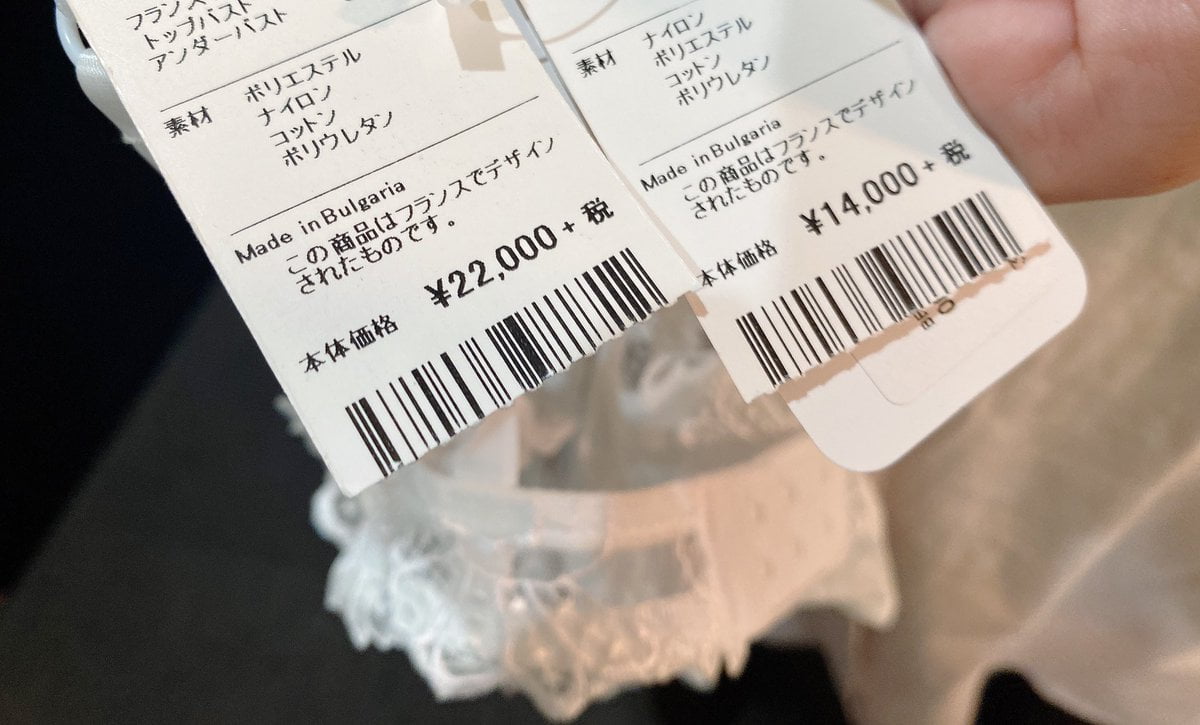 フランス
トップバスト
アンダーバスト
素材 ポリエステル
ナイロン
コットン
ポリウレタン
Made in Bulgaria
この商品はフランスでデザイン
されたものです。
本体価格 ¥22,000+ 税
素材 ナイロン
ポリエステル
コットン
ポリウレタン
Made in Bulgaria
この商品はフランスでデザイン
されたものです。
本体価格 ¥14,000+ 税